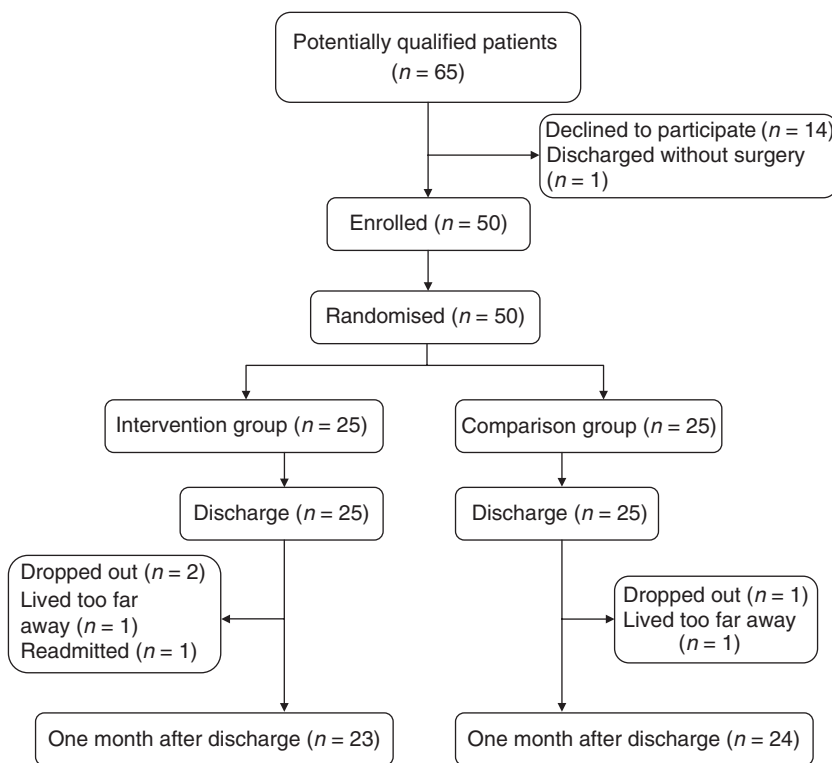 Potentially qualified patients
(n = 65)
Declined to participate (n = 14)
Discharged without surgery
(n = 1)
Enrolled (n = 50)
Randomised (n = 50)
Intervention group (n = 25)
Comparison group (n = 25)
Discharge (n = 25)
Discharge (n = 25)
Dropped out (n = 2)
Lived too far
away (n = 1)
Readmitted (n = 1)
Dropped out (n = 1)
Lived too far away
(n = 1)
One month after discharge (n = 23)
One month after discharge (n = 24)